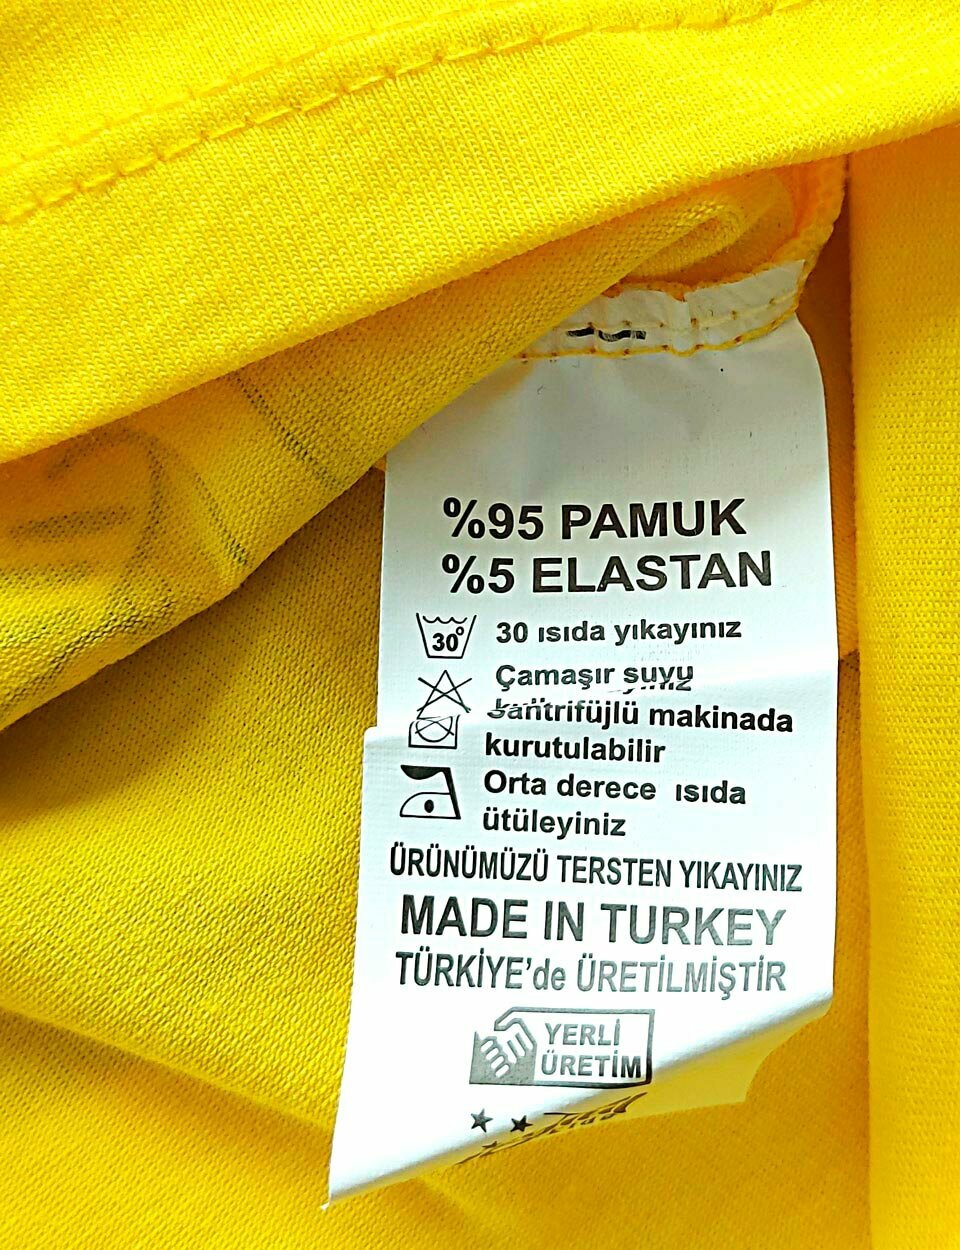 %95 PAMUK
%5 ELASTAN
30°
30 ısıda yıkayınız
Çamaşır suyu
santrifüjlü makinada
kurutulabilir
Orta derece ısıda
ütüleyiniz
ÜRÜNÜMÜZÜ TERSTEN YIKAYINIZ
MADE IN TURKEY
TÜRKİYE’de ÜRETİLMİŞTİR
YERLİ
ÜRETİM